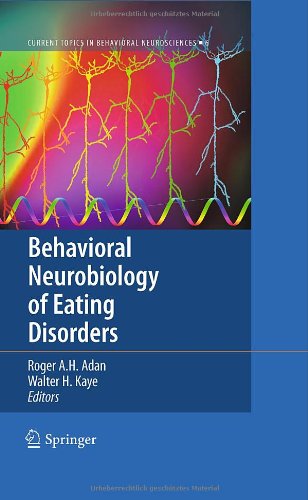 Urheberrechtlich geschütztes Material
CURRENT TOPICS IN BEHAVIORAL NEUROSCIENCES ■ 6
Behavioral
Neurobiology
of Eating
Disorders
Roger A.H. Adan
Walter H. Kaye
Editors
Springer
Urheberrechtlich geschütztes Material